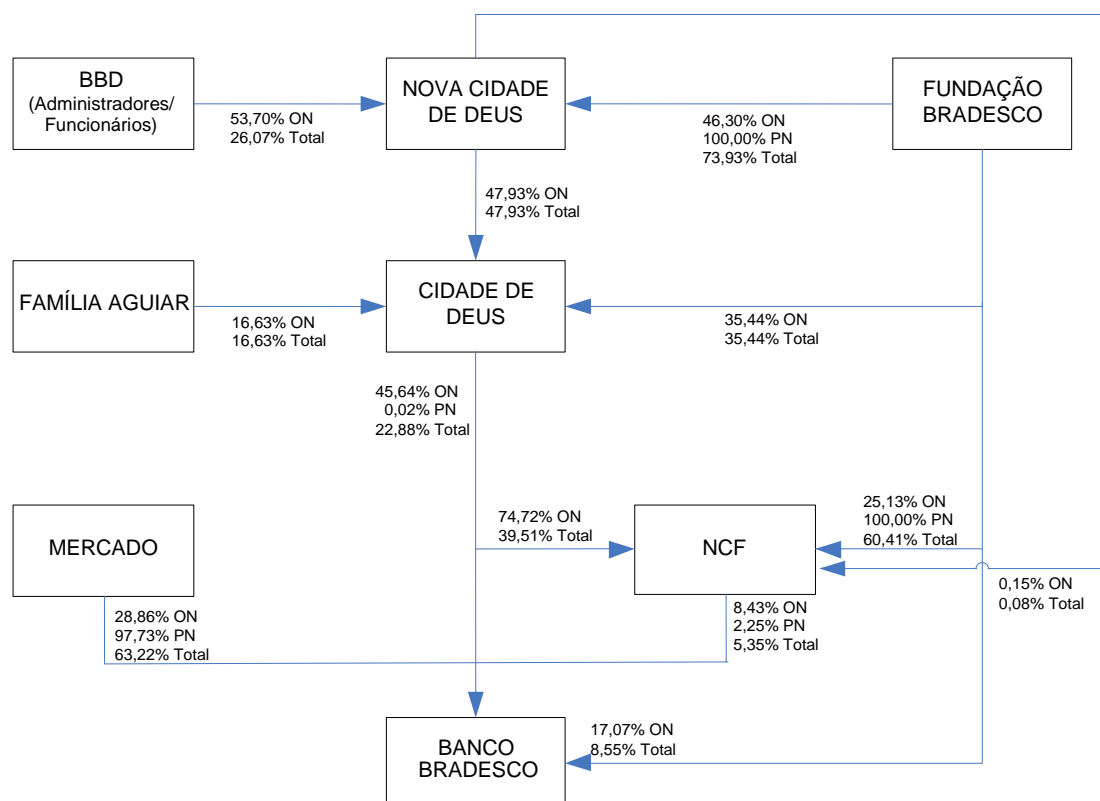 BBD
(Administradores/
Funcionários)
53,70% ON
26,07% Total
NOVA CIDADE
DE DEUS
46,30% ON
100,00% PN
73,93% Total
FUNDAÇÃO
BRADESCO
47,93% ON
47,93% Total
FAMÍLIA AGUIAR
16,63% ON
16,63% Total
CIDADE DE
DEUS
35,44% ON
35,44% Total
45,64% ON
0,02% PN
22,88% Total
MERCADO
28,86% ON
97,73% PN
63,22% Total
74,72% ON
39,51% Total
NCF
25,13% ON
100,00% PN
60,41% Total
0,15% ON
0,08% Total
8,43% ON
2,25% PN
5,35% Total
BANCO
BRADESCO
17,07% ON
8,55% Total